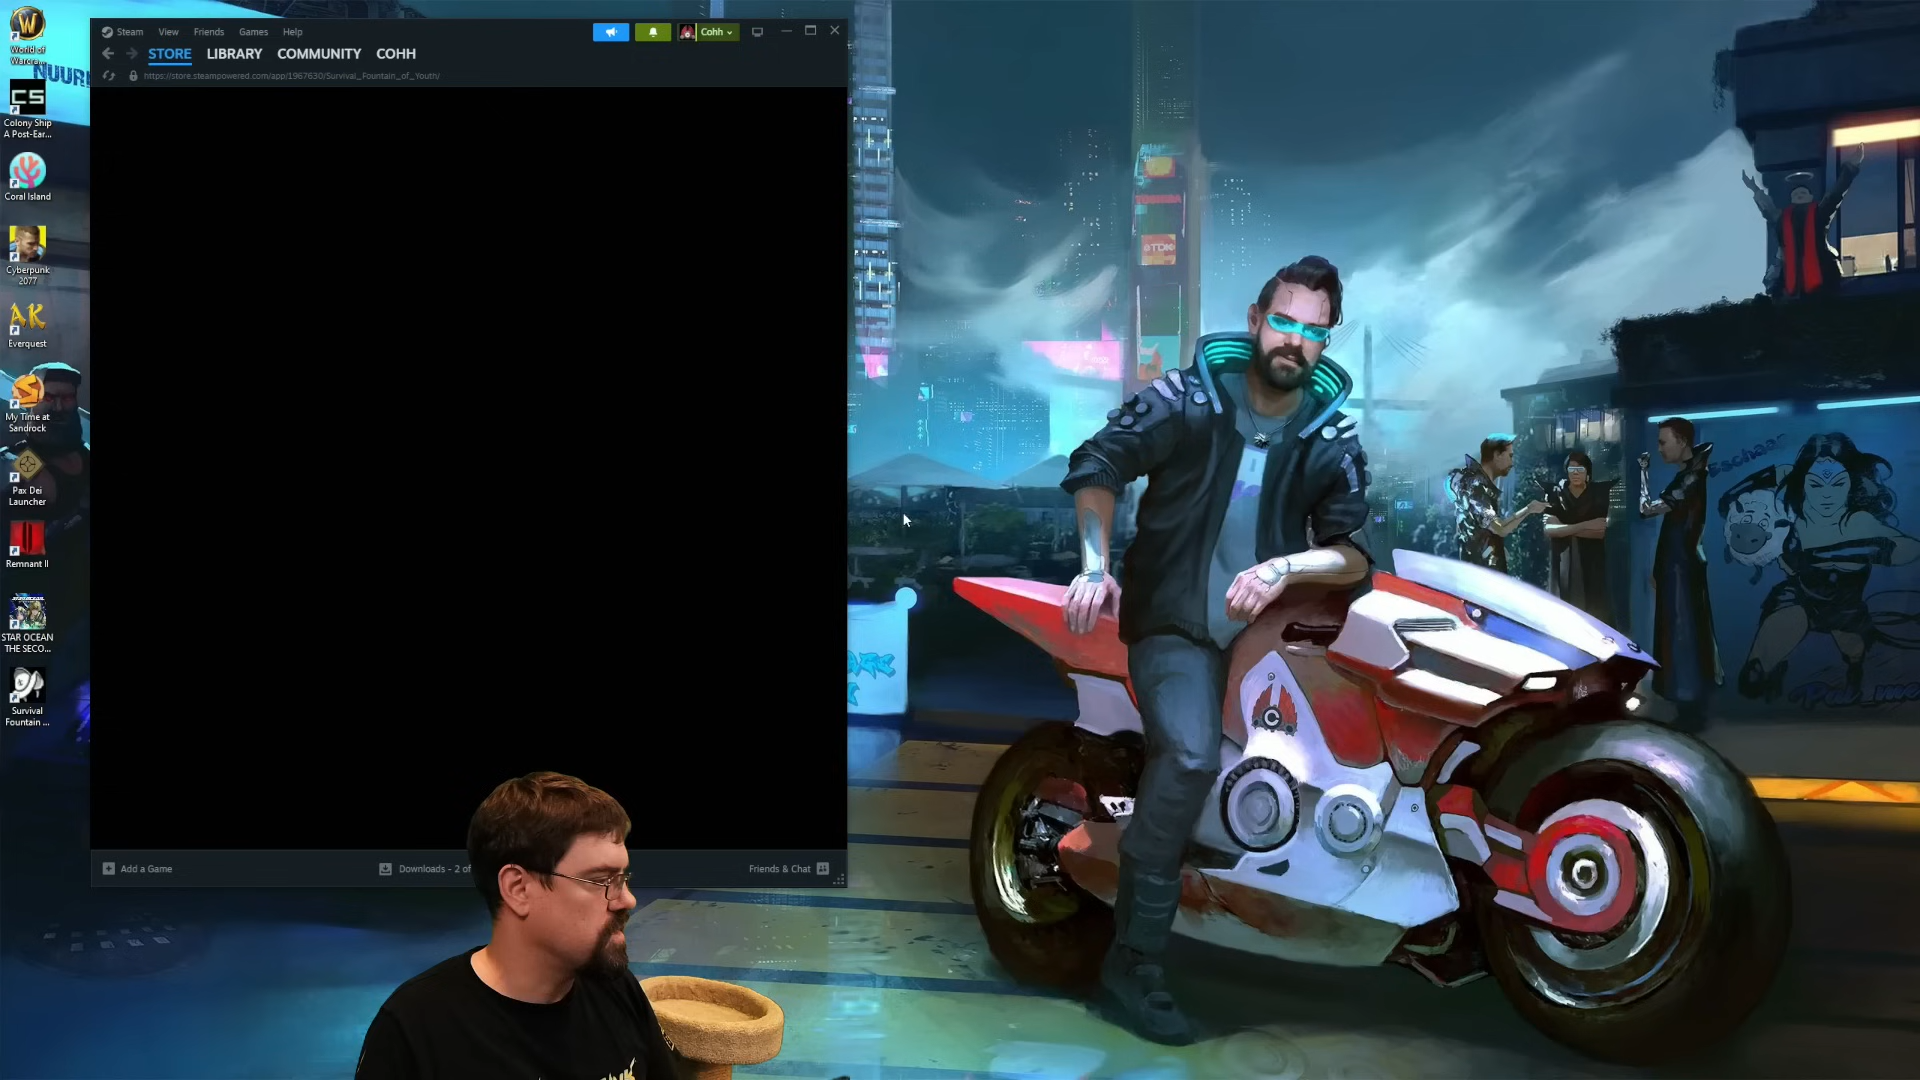 Steam View Friends Games Help Cohh
STORE LIBRARY COMMUNITY COHH
https://store.steampowered.com/app/1967630/Survival_Fountain_of_Youth/
World of
Warcra...
CS
Colony Ship
A Post-Ear...
Coral Island
Cyberpunk
2077
AK
Everquest
My Time at
Sandrock
Pax Dei
Launcher
Remnant II
STAR OCEAN
THE SECO...
Survival
Fountain ...
TDK
Add a Game
Downloads - 2 of
Friends & Chat